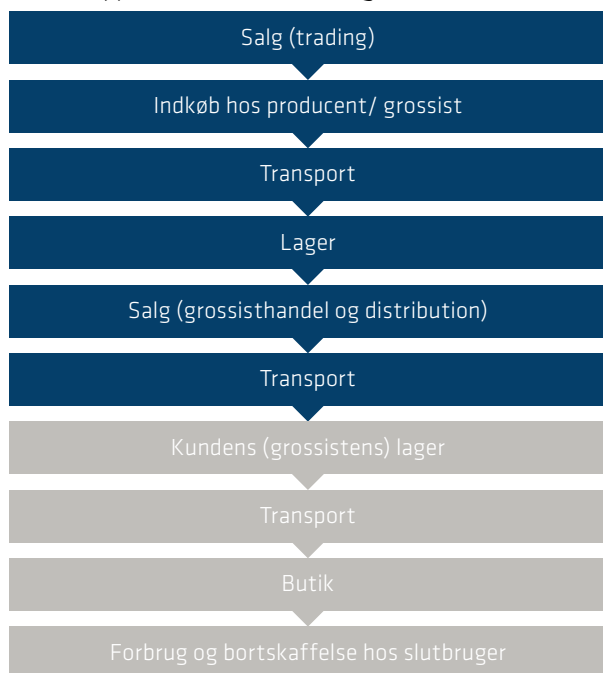 Salg (trading)
Indkøb hos producent/ grossist
Transport
Lager
Salg (grossisthandel og distribution)
Transport
Kundens (grossistens) lager
Transport
Butik
Forbrug og bortskaffelse hos slutbruger